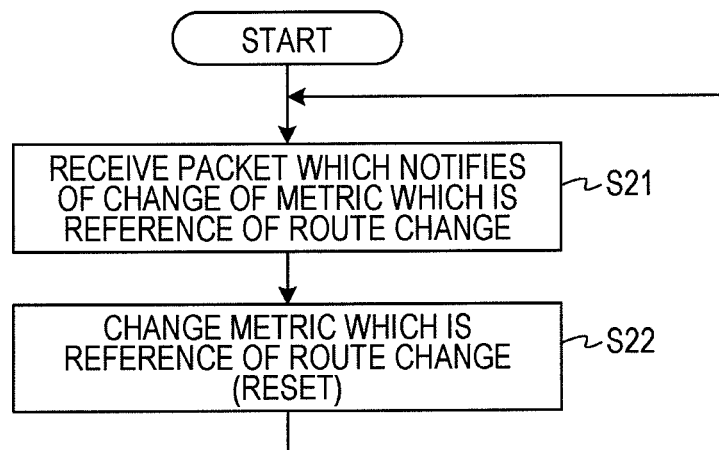 START
RECEIVE PACKET WHICH NOTIFIES
OF CHANGE OF METRIC WHICH IS
REFERENCE OF ROUTE CHANGE
S21
CHANGE METRIC WHICH IS
REFERENCE OF ROUTE CHANGE
(RESET)
S22